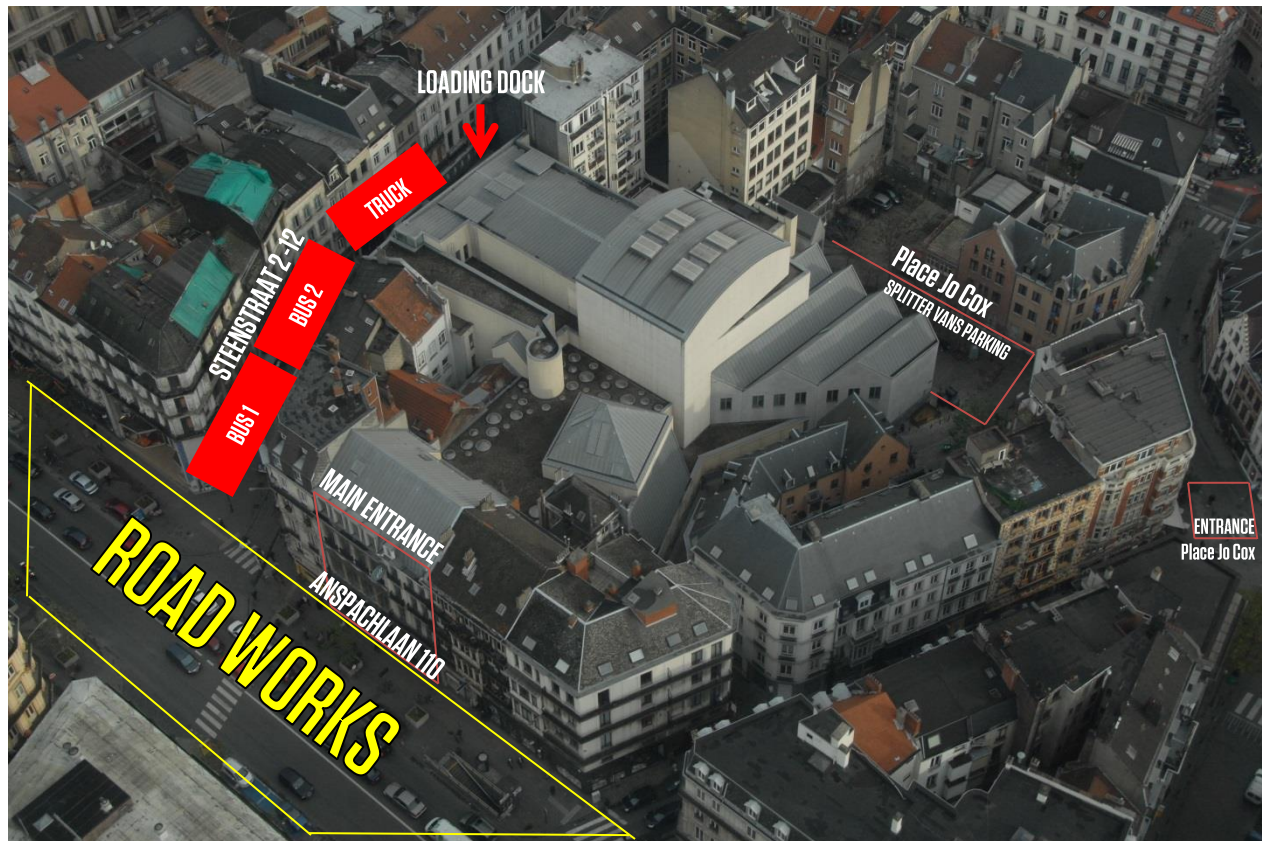 LOADING DOCK
TRUCK
STEENSTRAAT 2-12
BUS 2
BUS 1
Place Jo Cox
SPLITTER VANS PARKING
MAIN ENTRANCE
ANSPACHLAAN 110
ENTRANCE
Place Jo Cox
ROAD WORKS